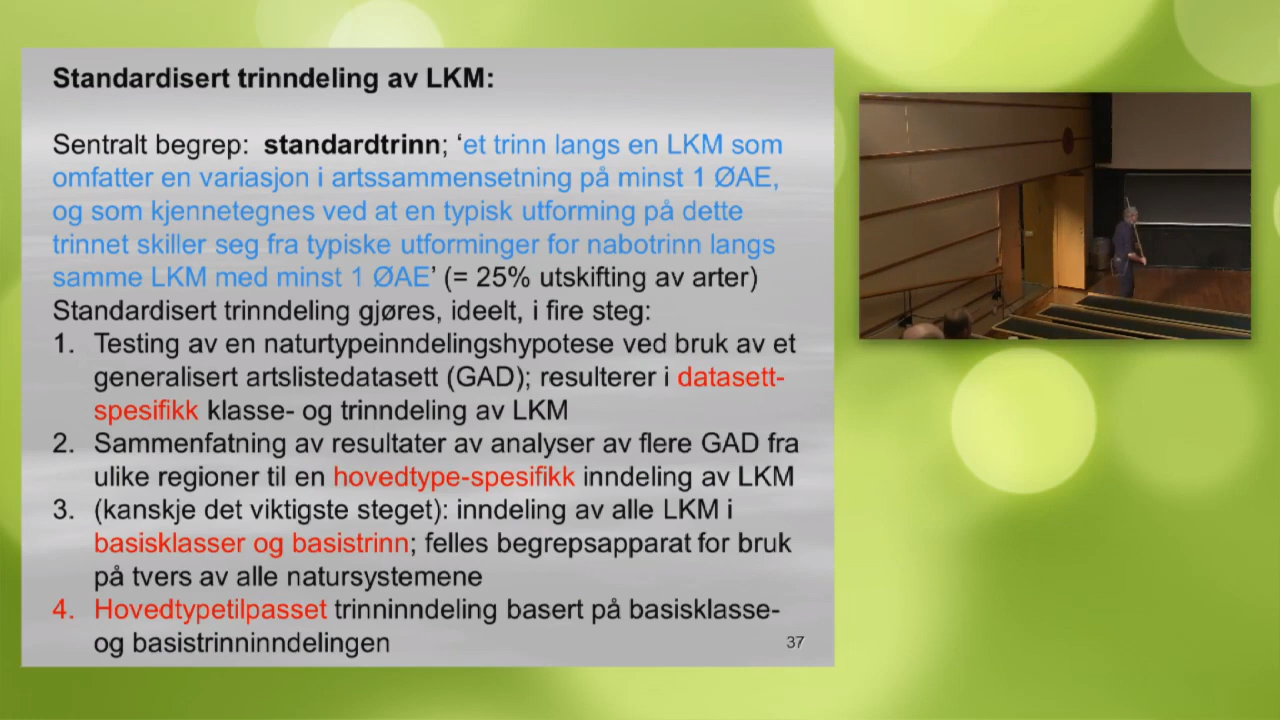 Standardisert trinndeling av LKM:
Sentralt begrep: standardtrinn; ‘et trinn langs en LKM som
omfatter en variasjon i artssammensetning på minst 1 ØAE,
og som kjennetegnes ved at en typisk utforming på dette
trinnet skiller seg fra typiske utforminger for nabotrinn langs
samme LKM med minst 1 ØAE’ (= 25% utskifting av arter)
Standardisert trinndeling gjøres, ideelt, i fire steg:
1. Testing av en naturtypeinndelingshypotese ved bruk av et
generalisert artslistedatasett (GAD); resulterer i datasett-
spesifikk klasse- og trinndeling av LKM
2. Sammenfatning av resultater av analyser av flere GAD fra
ulike regioner til en hovedtype-spesifikk inndeling av LKM
3. (kanskje det viktigste steget): inndeling av alle LKM i
basisklasser og basistrinn; felles begrepsapparat for bruk
på tvers av alle natursystemene
4. Hovedtypetilpasset trinninndeling basert på basisklasse-
og basistrinninndelingen
37